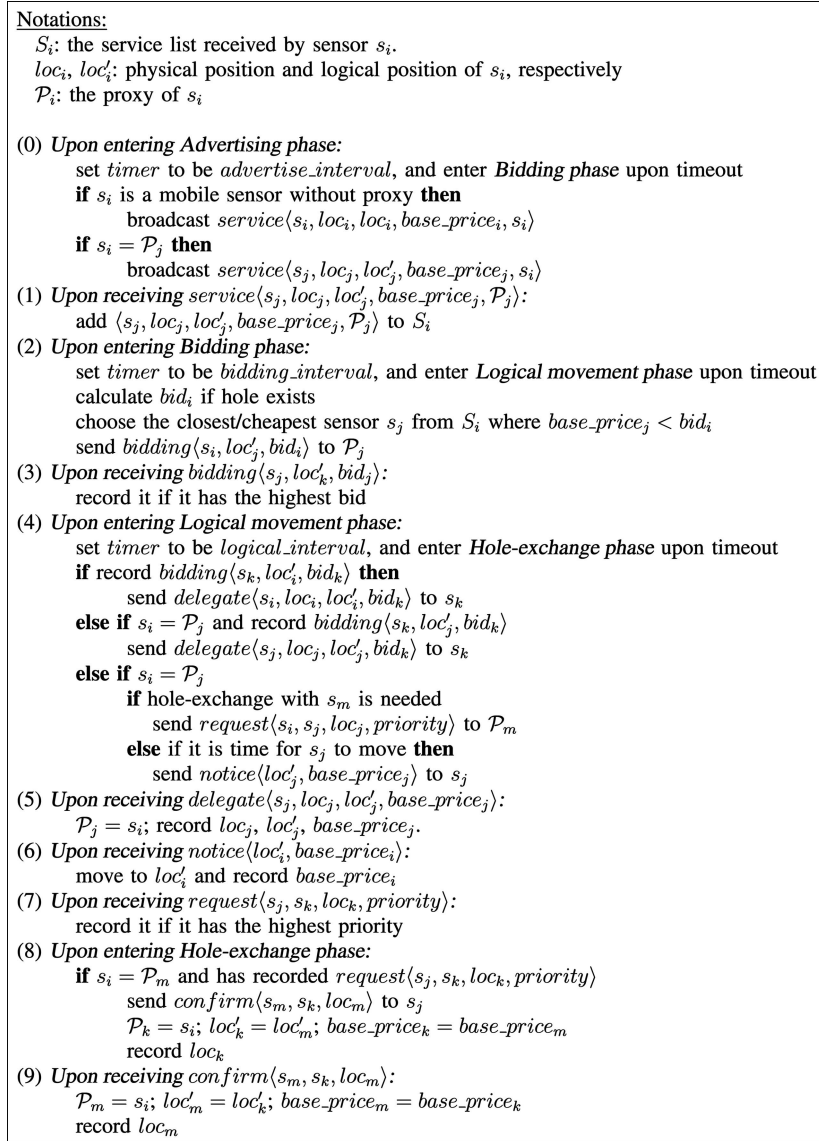 Notations:
S_i: the service list received by sensor s_i.
loc_i, loc'_i: physical position and logical position of s_i, respectively
𝒫_i: the proxy of s_i
(0) Upon entering Advertising phase:
set timer to be advertise_interval, and enter Bidding phase upon timeout
if s_i is a mobile sensor without proxy then
broadcast service⟨s_i, loc_i, loc_i, base_price_i, s_i⟩
if s_i = 𝒫_j then
broadcast service⟨s_j, loc_j, loc'_j, base_price_j, s_i⟩
(1) Upon receiving service⟨s_j, loc_j, loc'_j, base_price_j, 𝒫_j⟩:
add ⟨s_j, loc_j, loc'_j, base_price_j, 𝒫_j⟩ to S_i
(2) Upon entering Bidding phase:
set timer to be bidding_interval, and enter Logical movement phase upon timeout
calculate bid_i if hole exists
choose the closest/cheapest sensor s_j from S_i where base_price_j < bid_i
send bidding⟨s_i, loc'_j, bid_i⟩ to 𝒫_j
(3) Upon receiving bidding⟨s_j, loc'_k, bid_j⟩:
record it if it has the highest bid
(4) Upon entering Logical movement phase:
set timer to be logical_interval, and enter Hole-exchange phase upon timeout
if record bidding⟨s_k, loc'_i, bid_k⟩ then
send delegate⟨s_i, loc_i, loc'_i, bid_k⟩ to s_k
else if s_i = 𝒫_j and record bidding⟨s_k, loc'_j, bid_k⟩
send delegate⟨s_j, loc_j, loc'_j, bid_k⟩ to s_k
else if s_i = 𝒫_j
if hole-exchange with s_m is needed
send request⟨s_i, s_j, loc_j, priority⟩ to 𝒫_m
else if it is time for s_j to move then
send notice⟨loc'_j, base_price_j⟩ to s_j
(5) Upon receiving delegate⟨s_j, loc_j, loc'_j, base_price_j⟩:
𝒫_j = s_i; record loc_j, loc'_j, base_price_j.
(6) Upon receiving notice⟨loc'_i, base_price_i⟩:
move to loc'_i and record base_price_i
(7) Upon receiving request⟨s_j, s_k, loc_k, priority⟩:
record it if it has the highest priority
(8) Upon entering Hole-exchange phase:
if s_i = 𝒫_m and has recorded request⟨s_j, s_k, loc_k, priority⟩
send confirm⟨s_m, s_k, loc_m⟩ to s_j
𝒫_k = s_i; loc'_k = loc'_m; base_price_k = base_price_m
record loc_k
(9) Upon receiving confirm⟨s_m, s_k, loc_m⟩:
𝒫_m = s_i; loc'_m = loc'_k; base_price_m = base_price_k
record loc_m